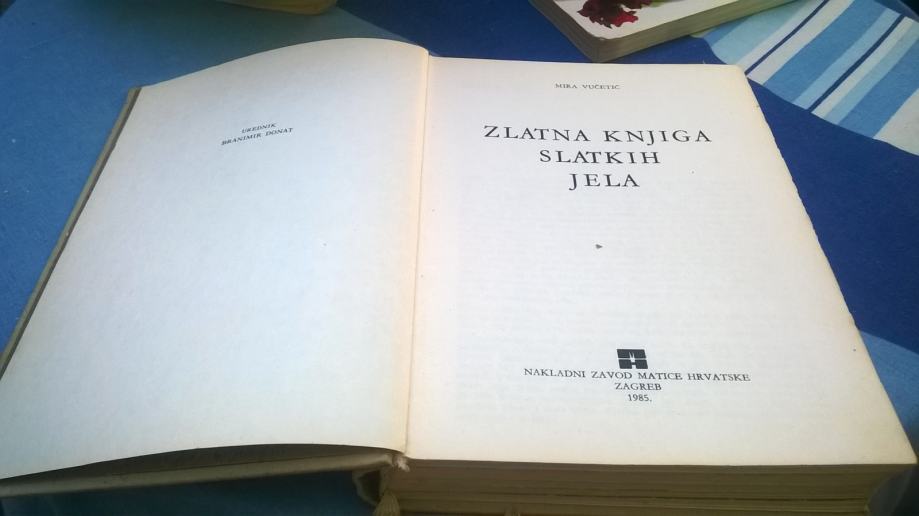 UREDNIK
BRANIMIR DONAT
MIRA VUČETIĆ
ZLATNA KNJIGA
SLATKIH
JELA
NAKLADNI ZAVOD MATICE HRVATSKE
ZAGREB
1985.